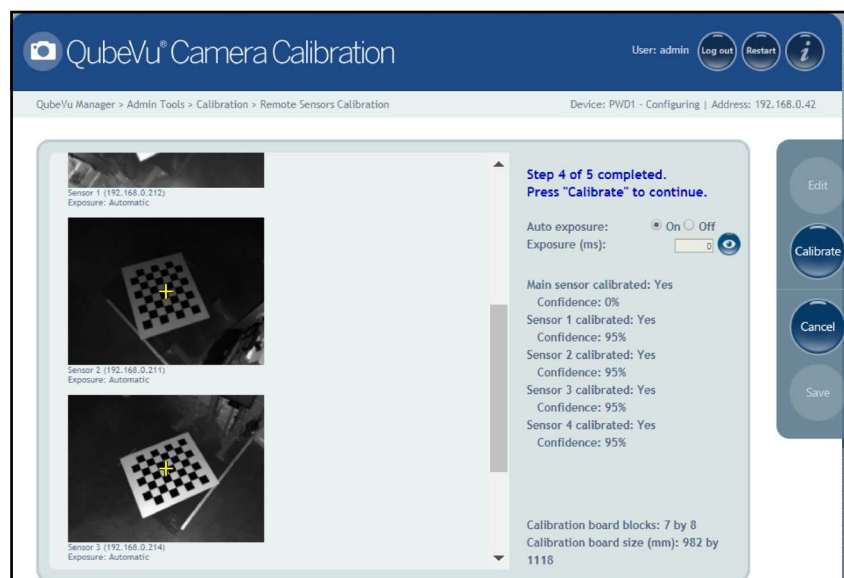 QubeVu® Camera Calibration
User: admin
Log out
Restart
i
QubeVu Manager > Admin Tools > Calibration > Remote Sensors Calibration
Device: PWD1 - Configuring | Address: 192.168.0.42
Sensor 1 (192.168.0.212)
Exposure: Automatic
Sensor 2 (192.168.0.211)
Exposure: Automatic
Sensor 3 (192.168.0.214)
Exposure: Automatic
Step 4 of 5 completed.
Press "Calibrate" to continue.
Auto exposure: On Off
Exposure (ms): 0
Main sensor calibrated: Yes
Confidence: 0%
Sensor 1 calibrated: Yes
Confidence: 95%
Sensor 2 calibrated: Yes
Confidence: 95%
Sensor 3 calibrated: Yes
Confidence: 95%
Sensor 4 calibrated: Yes
Confidence: 95%
Calibration board blocks: 7 by 8
Calibration board size (mm): 982 by
1118
Edit
Calibrate
Cancel
Save